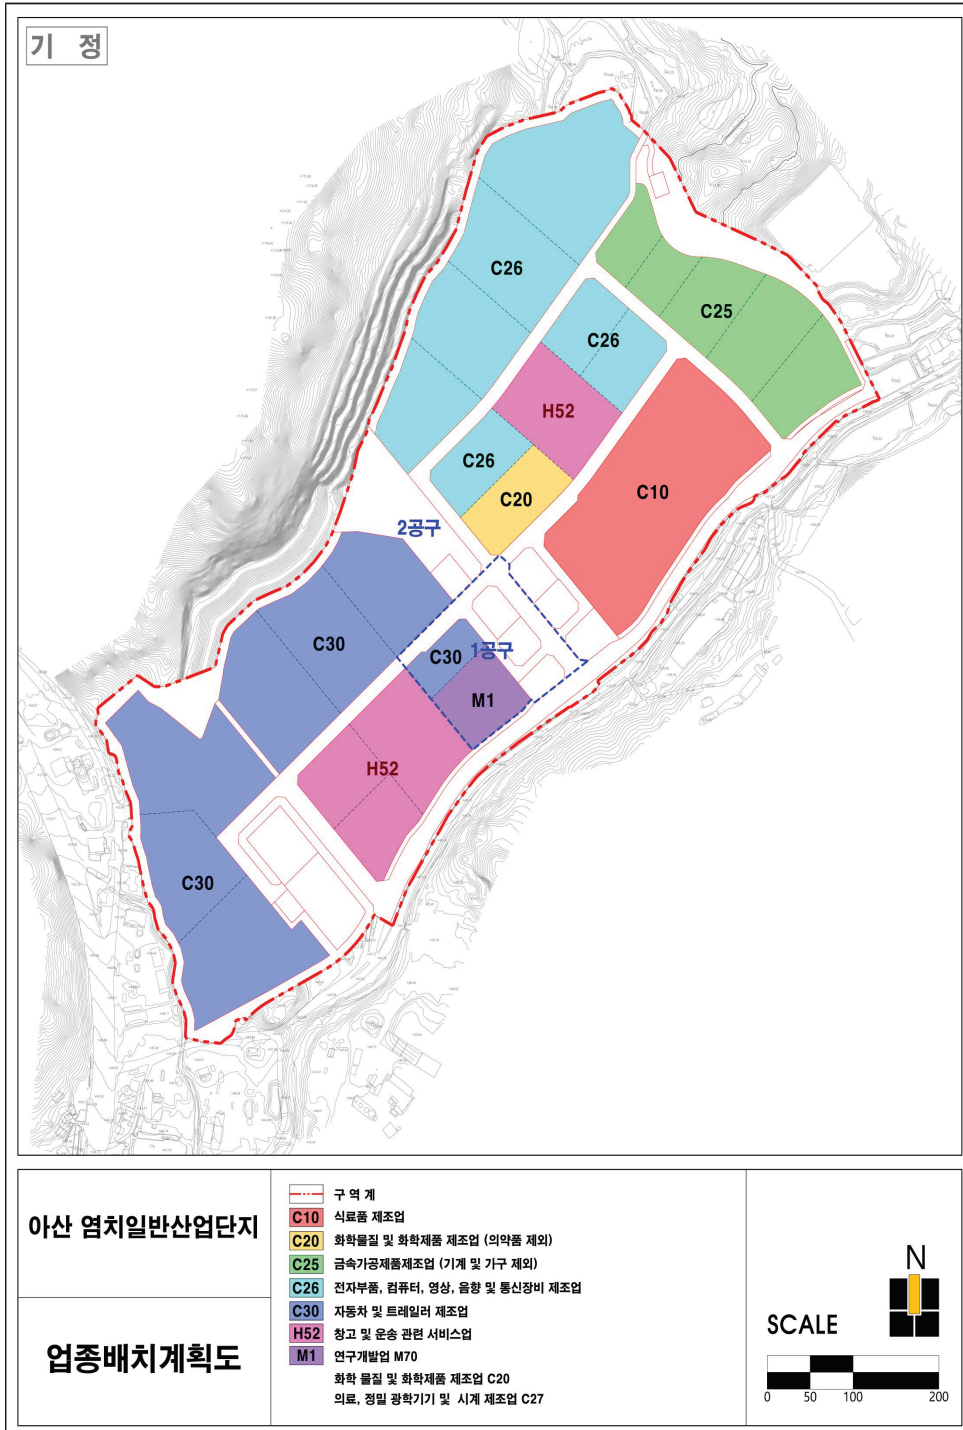 기 정
C26
C25
C26
H52
C26
C20
C10
2공구
C30
1공구
C30
M1
H52
C30
아산 염치일반산업단지
업종배치계획도
구 역 계
C10 식료품 제조업
C20 화학물질 및 화학제품 제조업 (의약품 제외)
C25 금속가공제품제조업 (기계 및 가구 제외)
C26 전자부품, 컴퓨터, 영상, 음향 및 통신장비 제조업
C30 자동차 및 트레일러 제조업
H52 창고 및 운송 관련 서비스업
M1 연구개발업 M70
화학 물질 및 화학제품 제조업 C20
의료, 정밀 광학기기 및 시계 제조업 C27
N
SCALE
0 50 100 200